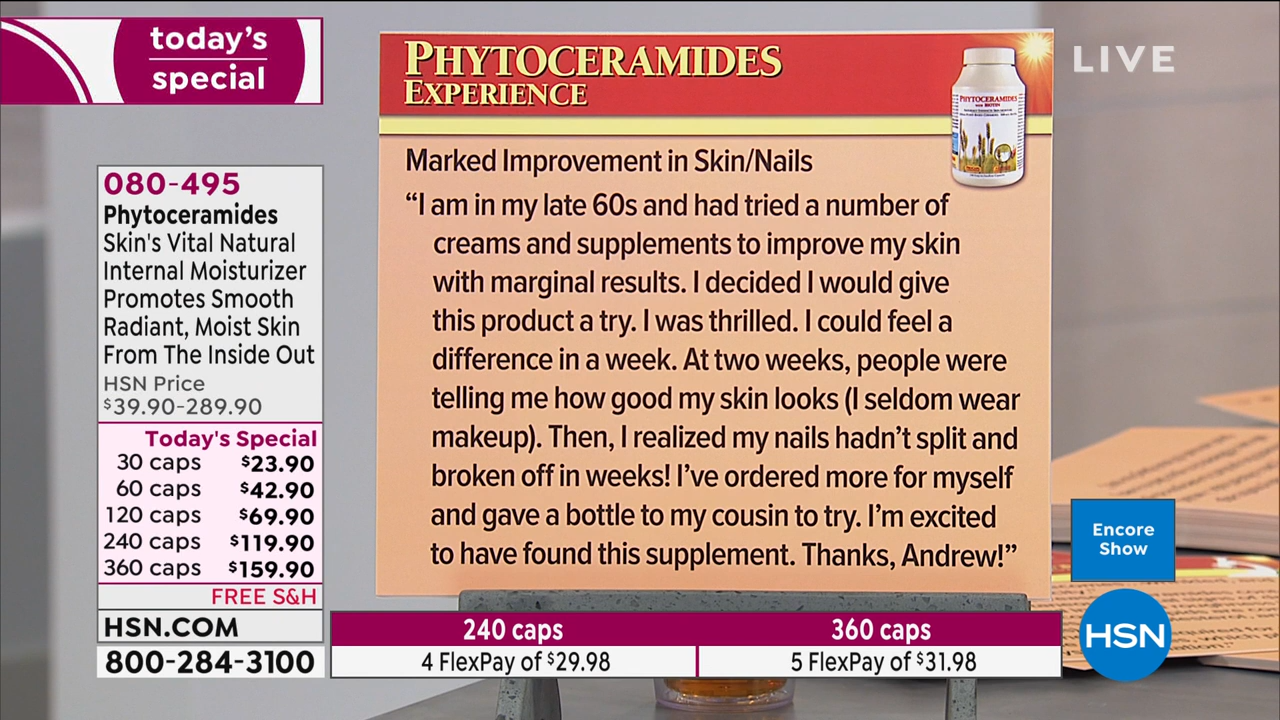 today's
special
LIVE
PHYTOCERAMIDES
EXPERIENCE
PHYTOCERAMIDES
WITH BIOTIN
Marked Improvement in Skin/Nails
“I am in my late 60s and had tried a number of
creams and supplements to improve my skin
with marginal results. I decided I would give
this product a try. I was thrilled. I could feel a
difference in a week. At two weeks, people were
telling me how good my skin looks (I seldom wear
makeup). Then, I realized my nails hadn’t split and
broken off in weeks! I’ve ordered more for myself
and gave a bottle to my cousin to try. I’m excited
to have found this supplement. Thanks, Andrew!”
080-495
Phytoceramides
Skin's Vital Natural
Internal Moisturizer
Promotes Smooth
Radiant, Moist Skin
From The Inside Out
HSN Price
$39.90-289.90
Today's Special
30 caps $23.90
60 caps $42.90
120 caps $69.90
240 caps $119.90
360 caps $159.90
FREE S&H
HSN.COM
800-284-3100
240 caps
4 FlexPay of $29.98
360 caps
5 FlexPay of $31.98
Encore
Show
HSN